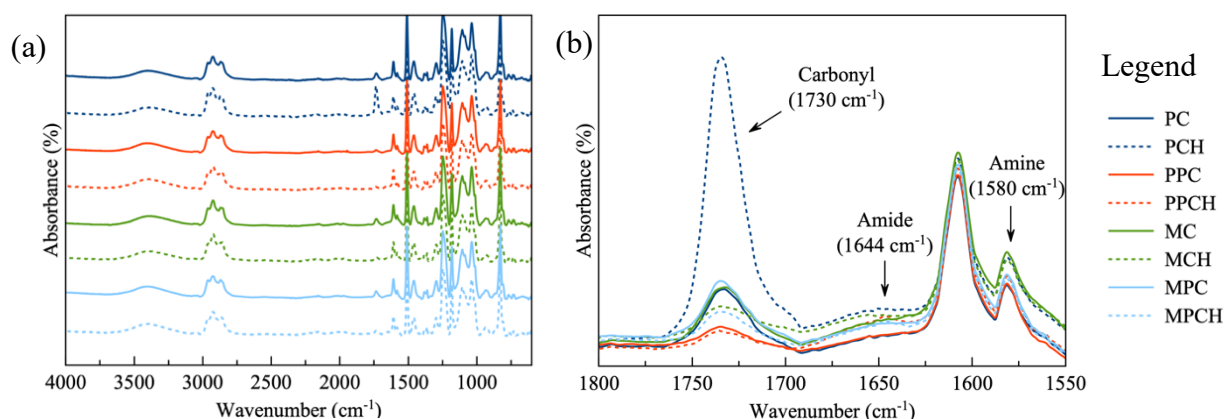 (a)
Absorbance (%)
4000 3500 3000 2500 2000 1500 1000
Wavenumber (cm⁻¹)
(b)
Absorbance (%)
Carbonyl
(1730 cm⁻¹)
Amide
(1644 cm⁻¹)
Amine
(1580 cm⁻¹)
1800 1750 1700 1650 1600 1550
Wavenumber (cm⁻¹)
Legend
PC
PCH
PPC
PPCH
MC
MCH
MPC
MPCH